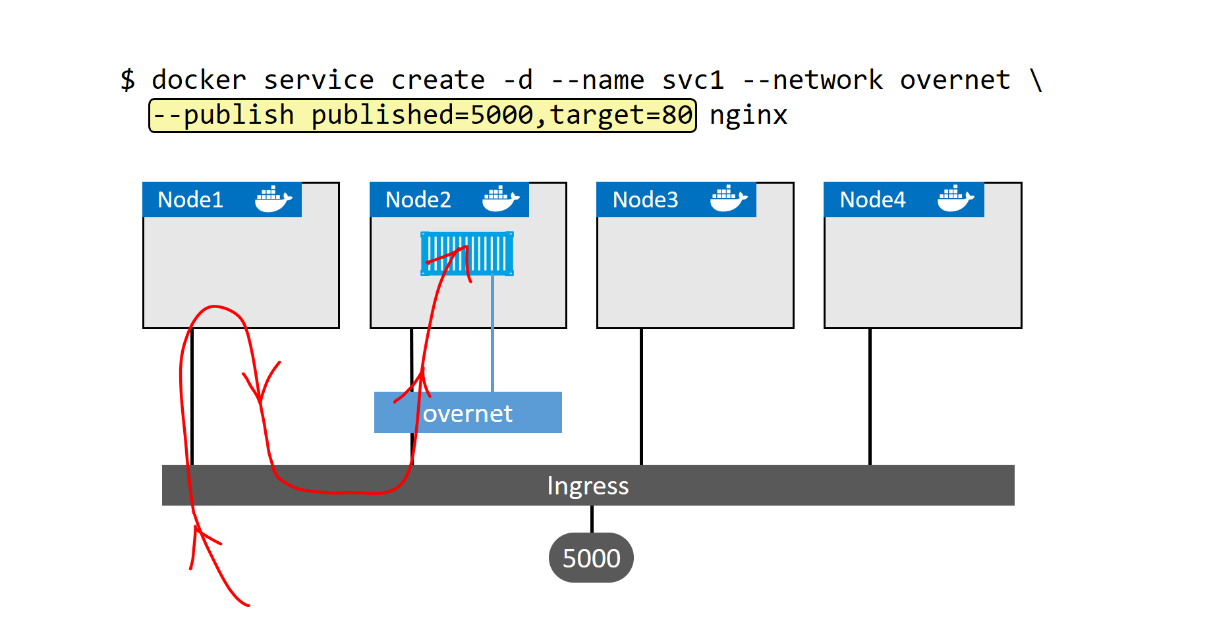 $ docker service create -d --name svc1 --network overnet \
--publish published=5000,target=80 nginx
Node1
Node2
Node3
Node4
overnet
Ingress
5000